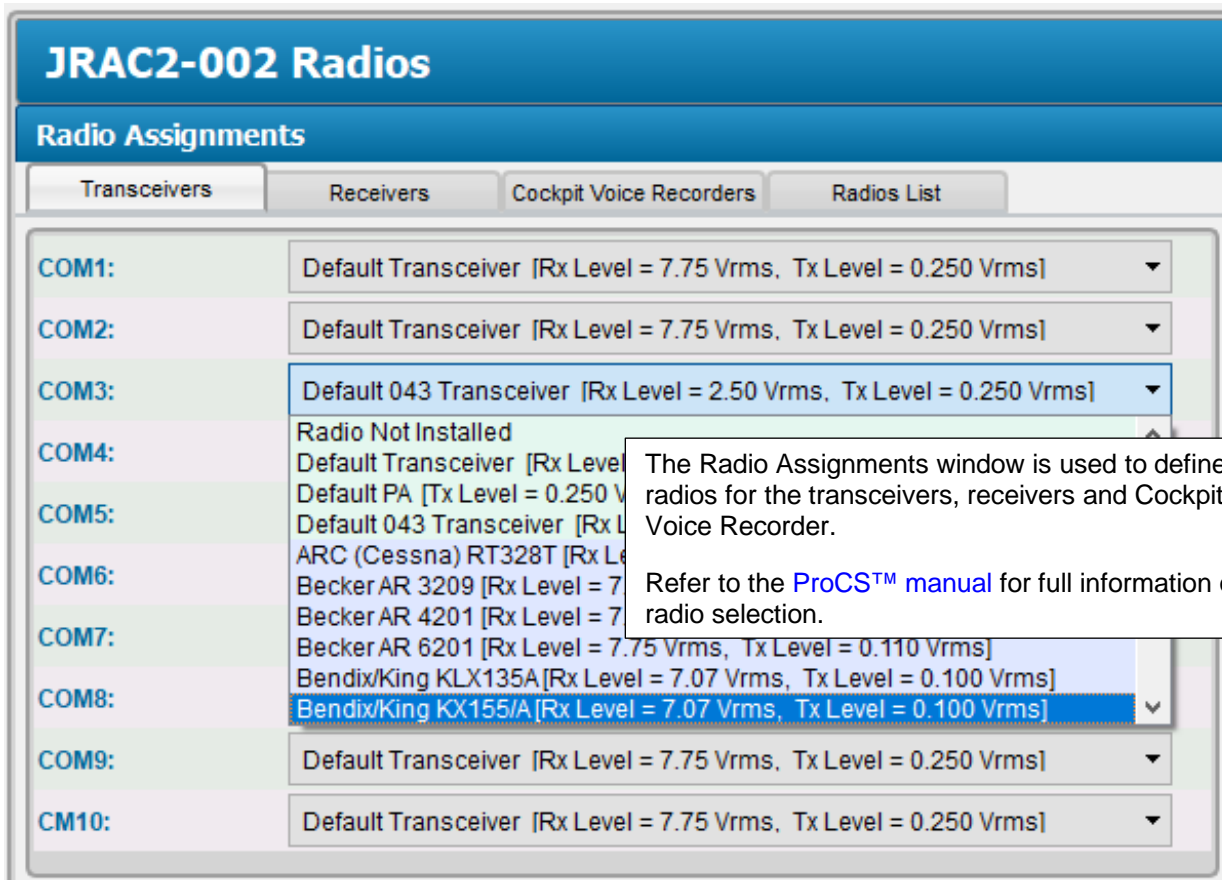 JRAC2-002 Radios
Radio Assignments
Transceivers Receivers Cockpit Voice Recorders Radios List
COM1: Default Transceiver [Rx Level = 7.75 Vrms, Tx Level = 0.250 Vrms]
COM2: Default Transceiver [Rx Level = 7.75 Vrms, Tx Level = 0.250 Vrms]
COM3: Default 043 Transceiver [Rx Level = 2.50 Vrms, Tx Level = 0.250 Vrms]
Radio Not Installed
COM4: Default Transceiver [Rx Level
Default PA [Tx Level = 0.250
COM5: Default 043 Transceiver [Rx
ARC (Cessna) RT328T [Rx
COM6: Becker AR 3209 [Rx Level = 7.
Becker AR 4201 [Rx Level = 7.
COM7: Becker AR 6201 [Rx Level = 7.75 Vrms, Tx Level = 0.110 Vrms]
Bendix/King KLX135A [Rx Level = 7.07 Vrms, Tx Level = 0.100 Vrms]
COM8: Bendix/King KX155/A [Rx Level = 7.07 Vrms, Tx Level = 0.100 Vrms]
The Radio Assignments window is used to define
radios for the transceivers, receivers and Cockpit
Voice Recorder.
Refer to the ProCS™ manual for full information
radio selection.
COM9: Default Transceiver [Rx Level = 7.75 Vrms, Tx Level = 0.250 Vrms]
CM10: Default Transceiver [Rx Level = 7.75 Vrms, Tx Level = 0.250 Vrms]